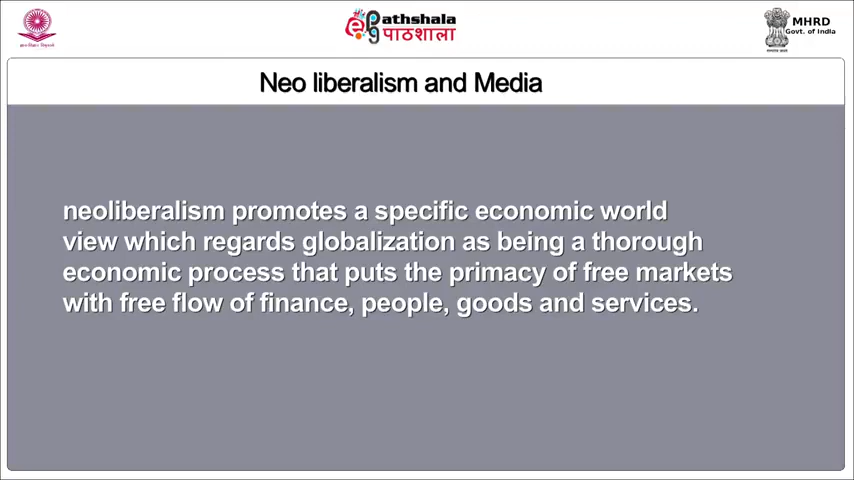 epathshala
पाठशाला
MHRD
Govt. of India
Neo liberalism and Media
neoliberalism promotes a specific economic world
view which regards globalization as being a thorough
economic process that puts the primacy of free markets
with free flow of finance, people, goods and services.